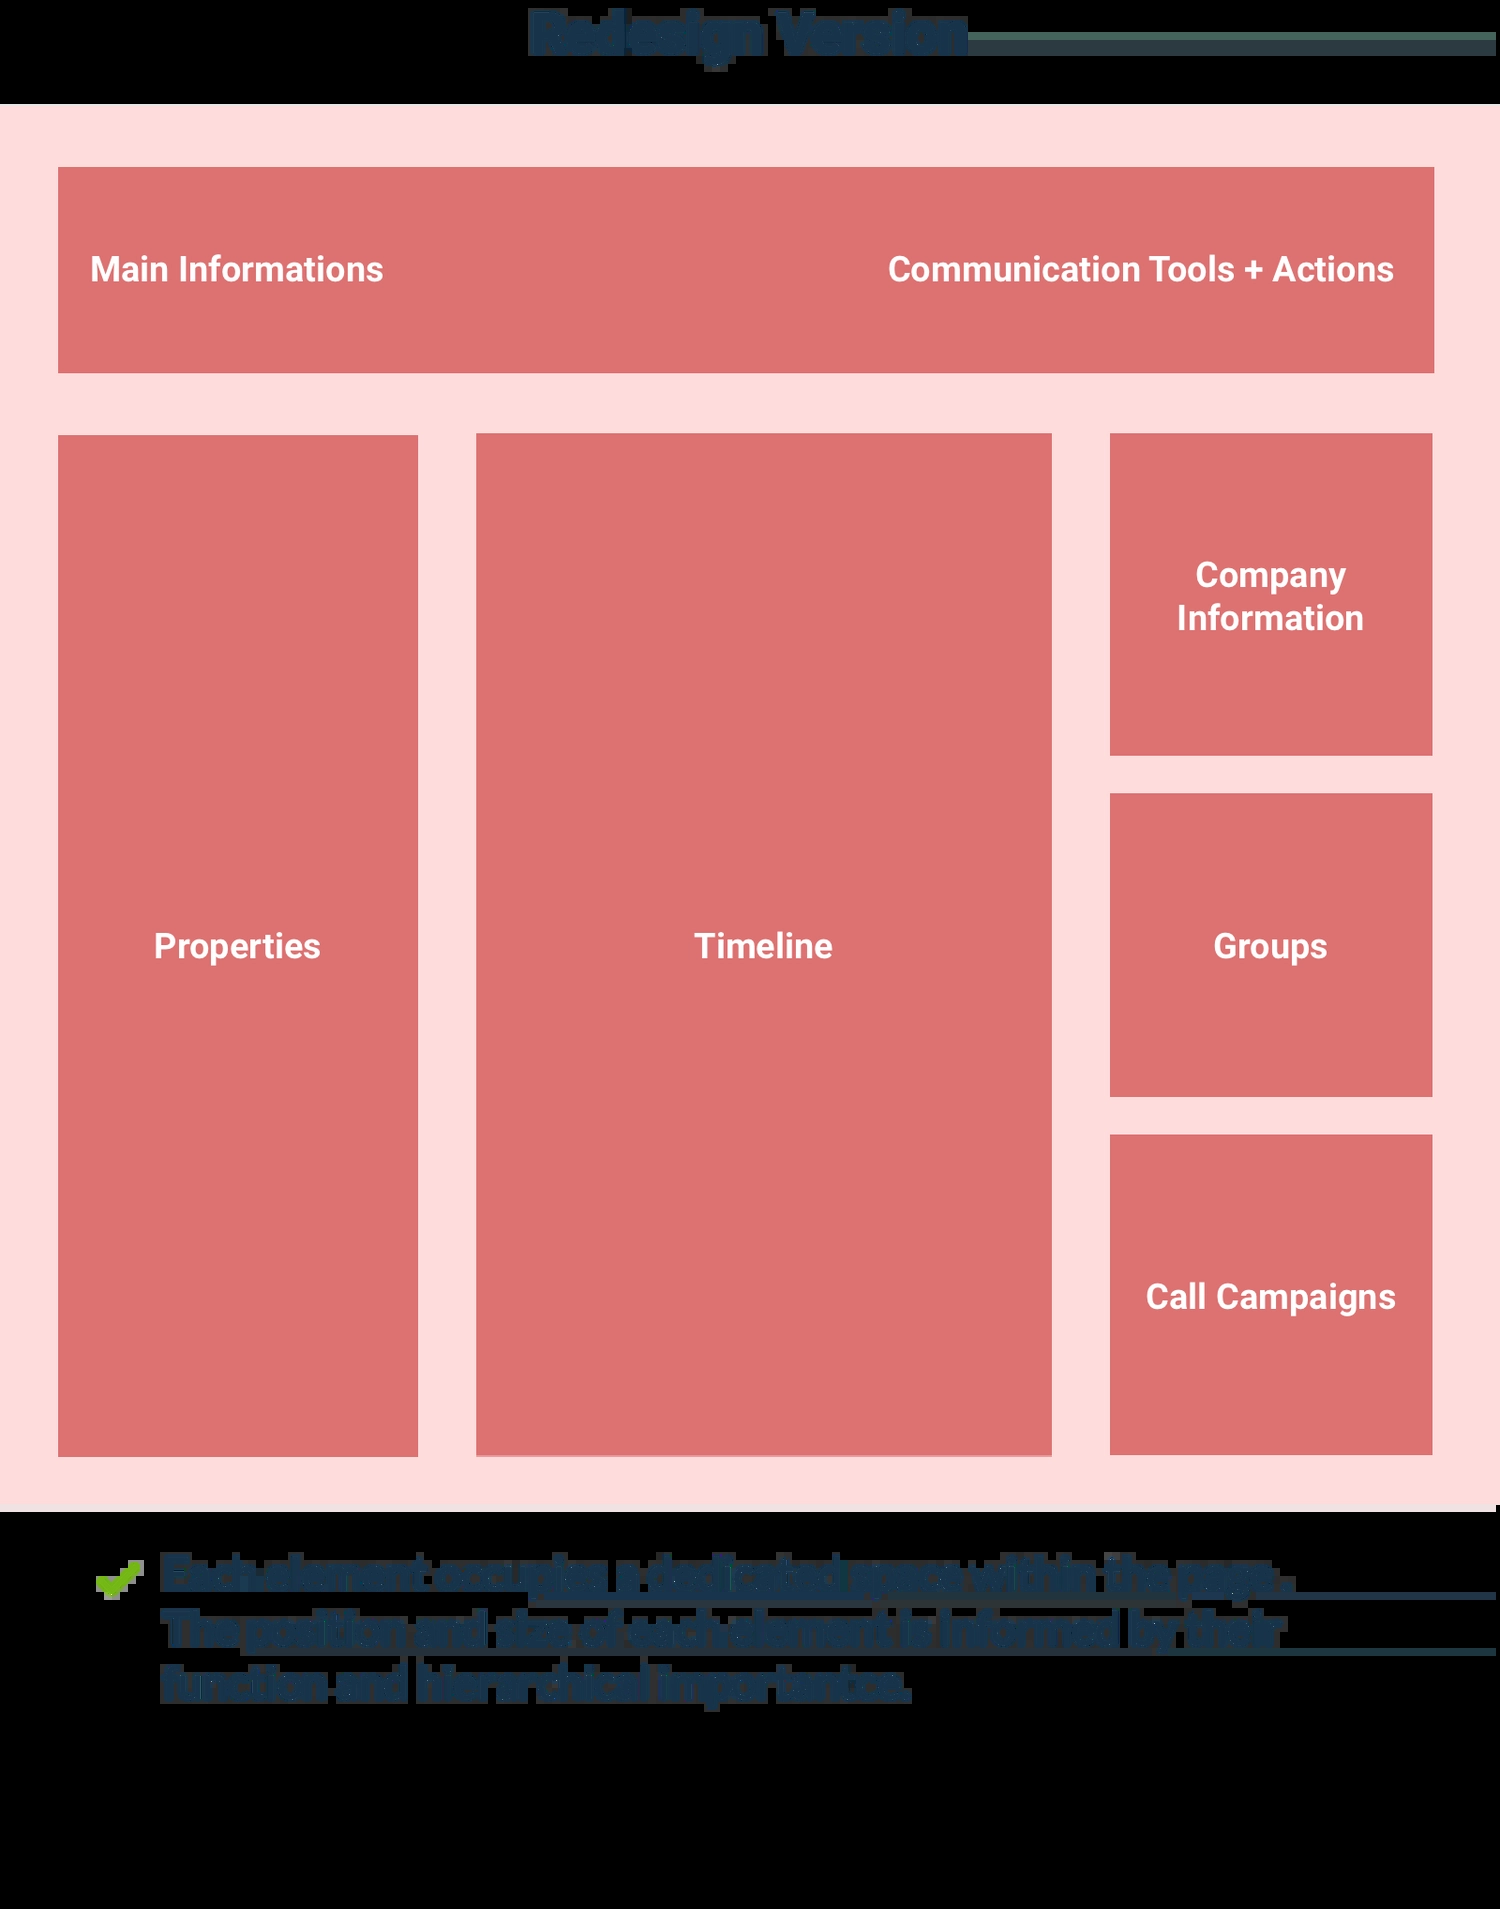 Redesign Version
Main Informations
Communication Tools + Actions
Properties
Timeline
Company
Information
Groups
Call Campaigns
Each element occupies a dedicated space within the page.
The position and size of each element is informed by their
function and hierarchical importance.